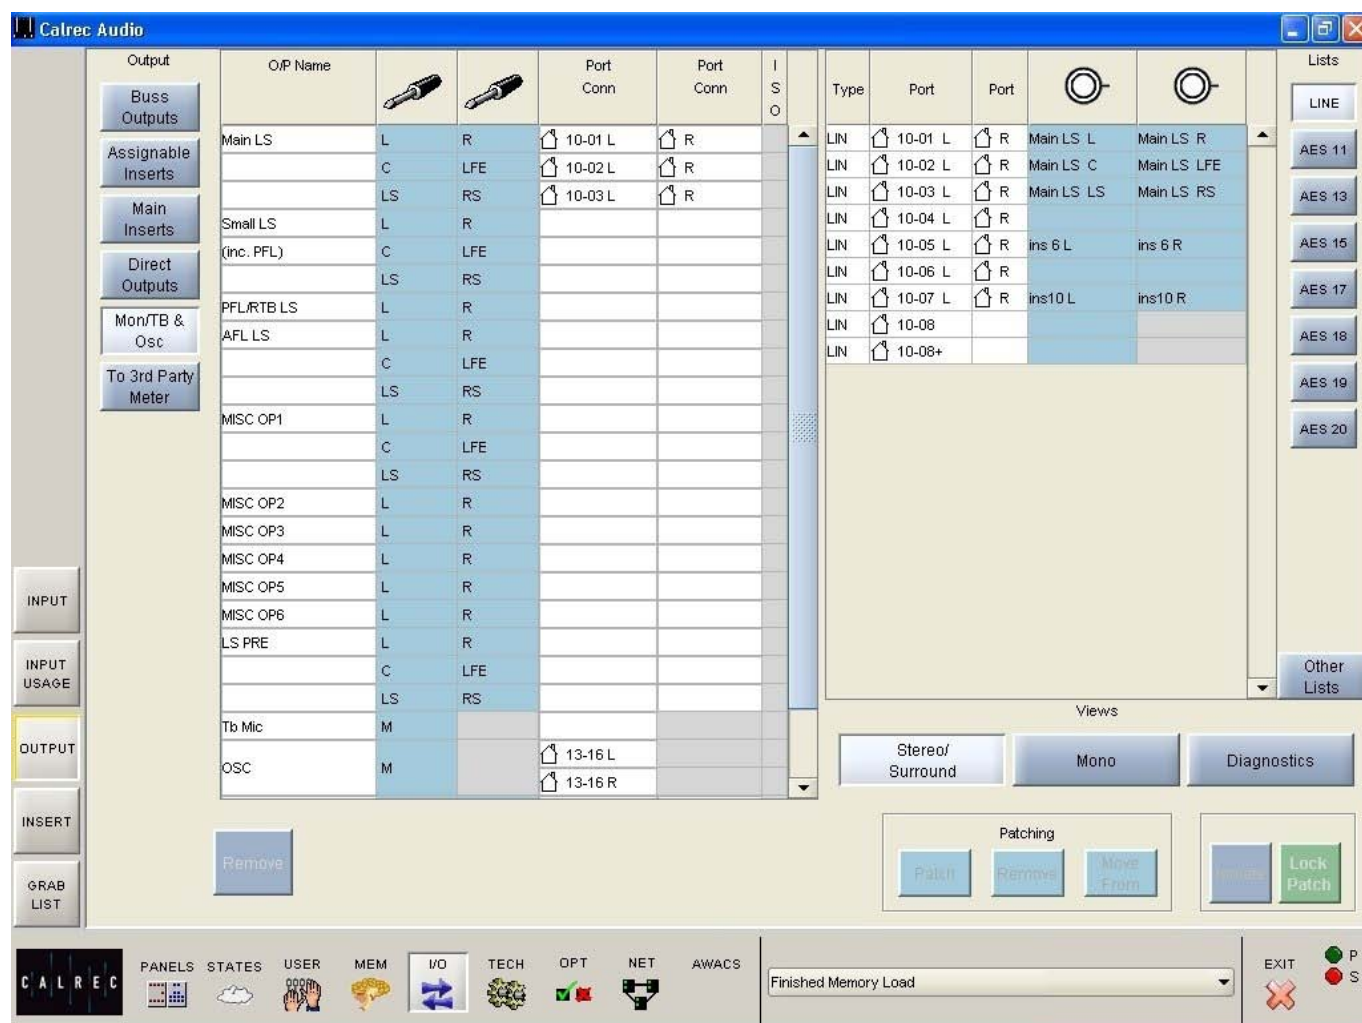 Calrec Audio
Output
Buss
Outputs
Assignable
Inserts
Main
Inserts
Direct
Outputs
Mon/TB &
Osc
To 3rd Party
Meter
INPUT
INPUT
USAGE
OUTPUT
INSERT
GRAB
LIST
O/P Name Port Conn Port Conn I S O
Main LS L R 10-01 L R
C LFE 10-02 L R
LS RS 10-03 L R
Small LS L R
(inc. PFL) C LFE
LS RS
PFL/RTB LS L R
AFL LS L R
C LFE
LS RS
MISC OP1 L R
C LFE
LS RS
MISC OP2 L R
MISC OP3 L R
MISC OP4 L R
MISC OP5 L R
MISC OP6 L R
LS PRE L R
C LFE
LS RS
Tb Mic M
OSC M 13-16 L
13-16 R
Remove
Type Port Port
LIN 10-01 L R Main LS L Main LS R
LIN 10-02 L R Main LS C Main LS LFE
LIN 10-03 L R Main LS LS Main LS RS
LIN 10-04 L R
LIN 10-05 L R ins 6 L ins 6 R
LIN 10-06 L R
LIN 10-07 L R ins10 L ins10 R
LIN 10-08
LIN 10-08+
Lists
LINE
AES 11
AES 13
AES 15
AES 17
AES 18
AES 19
AES 20
Other
Lists
Views
Stereo/
Surround
Mono
Diagnostics
Patching
Patch
Remove
Move
From
Lock
Patch
CALREC
PANELS STATES USER MEM I/O TECH OPT NET AWACS
Finished Memory Load
EXIT
P
S